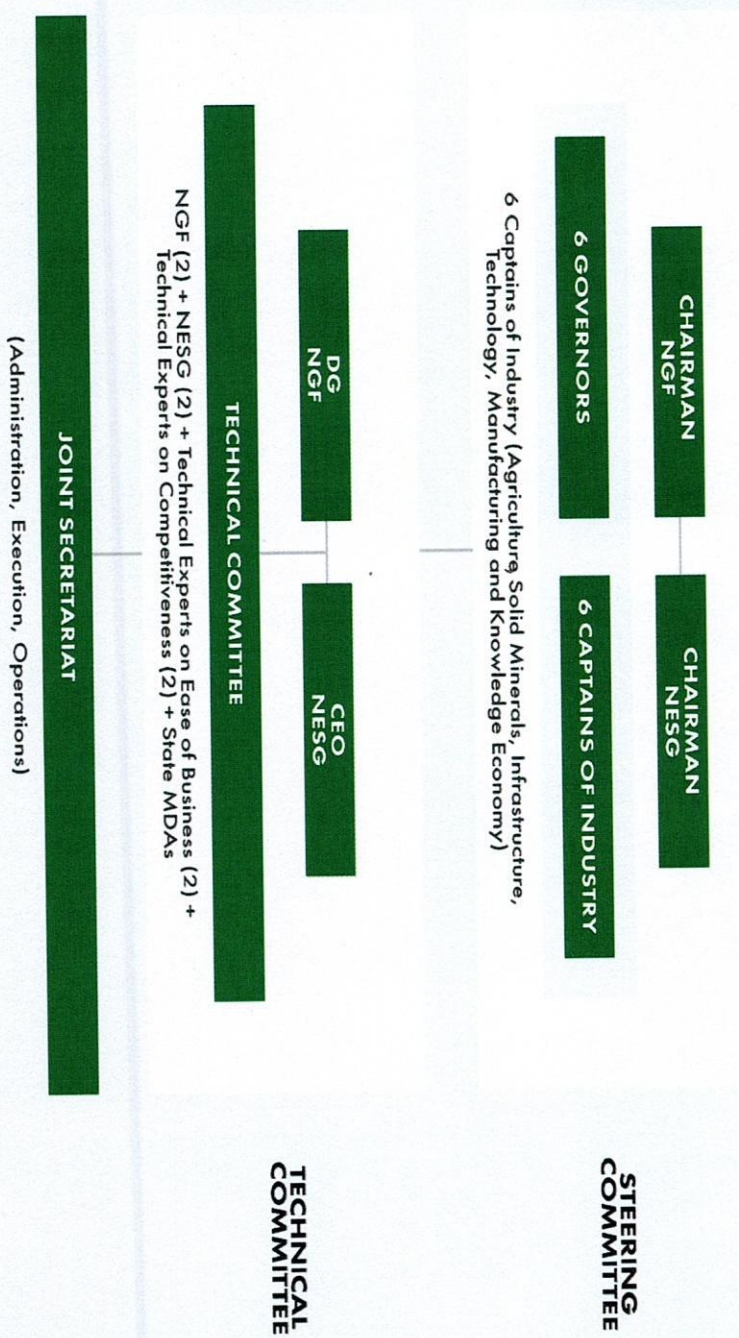 CHAIRMAN
NGF
CHAIRMAN
NESG
6 GOVERNORS
6 CAPTAINS OF INDUSTRY
6 Captains of Industry (Agriculture, Solid Minerals, Infrastructure,
Technology, Manufacturing and Knowledge Economy)
STEERING
COMMITTEE
DG
NGF
CEO
NESG
TECHNICAL COMMITTEE
NGF (2) + NESG (2) + Technical Experts on Ease of Business (2) +
Technical Experts on Competitiveness (2) + State MDAs
TECHNICAL
COMMITTEE
JOINT SECRETARIAT
(Administration, Execution, Operations)